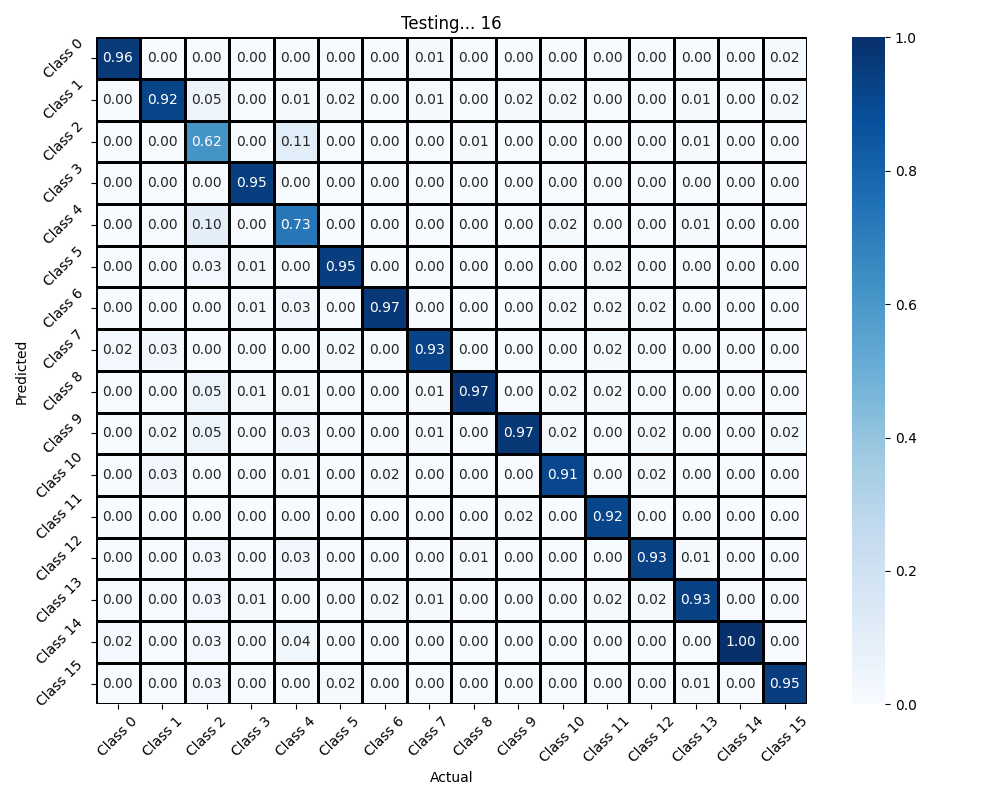 Testing... 16
Class 0 0.96 0.00 0.00 0.00 0.00 0.00 0.00 0.01 0.00 0.00 0.00 0.00 0.00 0.00 0.00 0.02
Class 1 0.00 0.92 0.05 0.00 0.01 0.02 0.00 0.01 0.00 0.02 0.02 0.00 0.00 0.01 0.00 0.02
Class 2 0.00 0.00 0.62 0.00 0.11 0.00 0.00 0.00 0.01 0.00 0.00 0.00 0.00 0.01 0.00 0.00
Class 3 0.00 0.00 0.00 0.95 0.00 0.00 0.00 0.00 0.00 0.00 0.00 0.00 0.00 0.00 0.00 0.00
Class 4 0.00 0.00 0.10 0.00 0.73 0.00 0.00 0.00 0.00 0.00 0.02 0.00 0.00 0.01 0.00 0.00
Class 5 0.00 0.00 0.03 0.01 0.00 0.95 0.00 0.00 0.00 0.00 0.00 0.02 0.00 0.00 0.00 0.00
Class 6 0.00 0.00 0.00 0.01 0.03 0.00 0.97 0.00 0.00 0.00 0.02 0.02 0.02 0.00 0.00 0.00
Class 7 0.02 0.03 0.00 0.00 0.00 0.02 0.00 0.93 0.00 0.00 0.00 0.02 0.00 0.00 0.00 0.00
Class 8 0.00 0.00 0.05 0.01 0.01 0.00 0.00 0.01 0.97 0.00 0.02 0.02 0.00 0.00 0.00 0.00
Class 9 0.00 0.02 0.05 0.00 0.03 0.00 0.00 0.01 0.00 0.97 0.02 0.00 0.02 0.00 0.00 0.02
Class 10 0.00 0.03 0.00 0.00 0.01 0.00 0.02 0.00 0.00 0.00 0.91 0.00 0.02 0.00 0.00 0.00
Class 11 0.00 0.00 0.00 0.00 0.00 0.00 0.00 0.00 0.00 0.02 0.00 0.92 0.00 0.00 0.00 0.00
Class 12 0.00 0.00 0.03 0.00 0.03 0.00 0.00 0.00 0.01 0.00 0.00 0.00 0.93 0.01 0.00 0.00
Class 13 0.00 0.00 0.03 0.01 0.00 0.00 0.02 0.01 0.00 0.00 0.00 0.02 0.02 0.93 0.00 0.00
Class 14 0.02 0.00 0.03 0.00 0.04 0.00 0.00 0.00 0.00 0.00 0.00 0.00 0.00 0.00 1.00 0.00
Class 15 0.00 0.00 0.03 0.00 0.00 0.02 0.00 0.00 0.00 0.00 0.00 0.00 0.00 0.01 0.00 0.95
Class 0 Class 1 Class 2 Class 3 Class 4 Class 5 Class 6 Class 7 Class 8 Class 9 Class 10 Class 11 Class 12 Class 13 Class 14 Class 15
Predicted
Actual
1.0
0.8
0.6
0.4
0.2
0.0